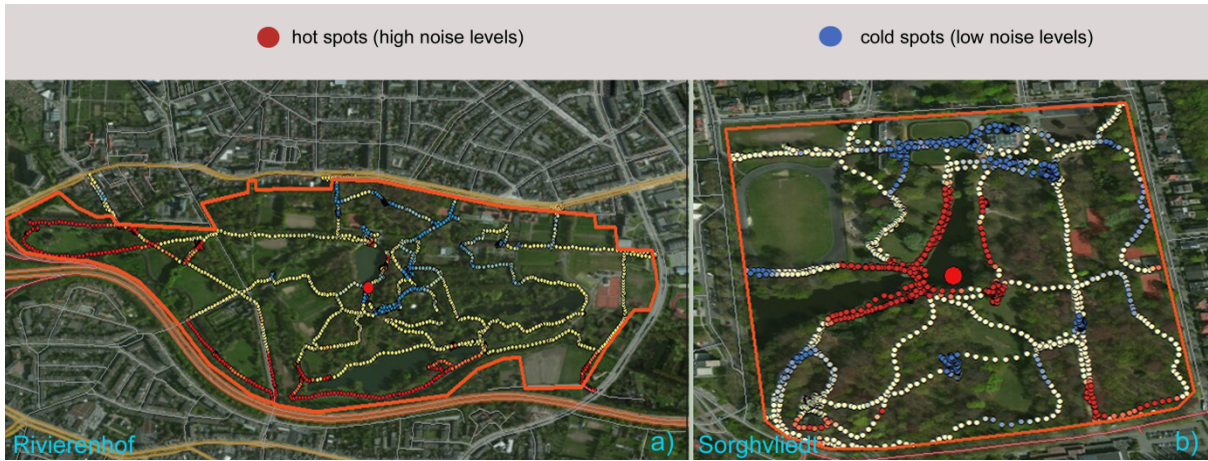 hot spots (high noise levels)
cold spots (low noise levels)
Rivierenhof
a)
Sorghvliedt
b)